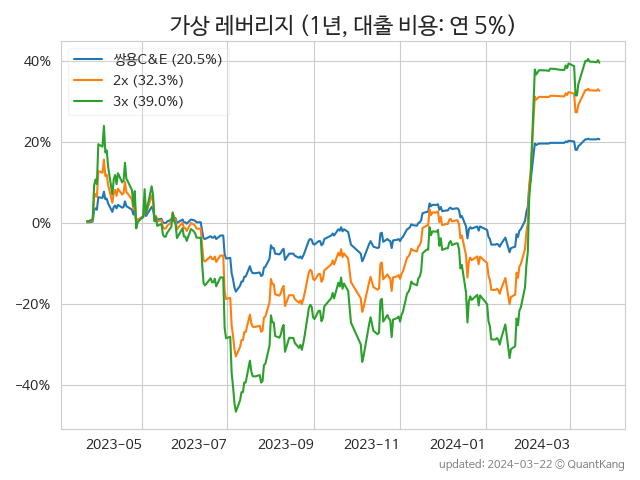 가상 레버리지 (1년, 대출 비용: 연 5%)
쌍용C&E (20.5%)
2x (32.3%)
3x (39.0%)
40%
20%
0%
−20%
−40%
2023-05
2023-07
2023-09
2023-11
2024-01
2024-03
updated: 2024-03-22 © QuantKang